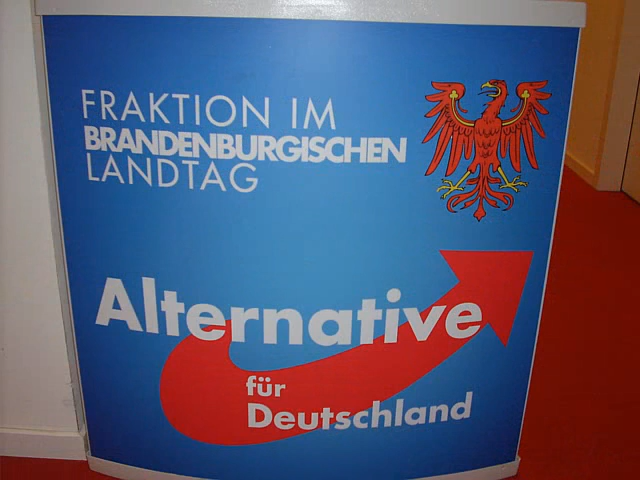 FRAKTION IM
BRANDENBURGISCHEN
LANDTAG
Alternative
für
Deutschland